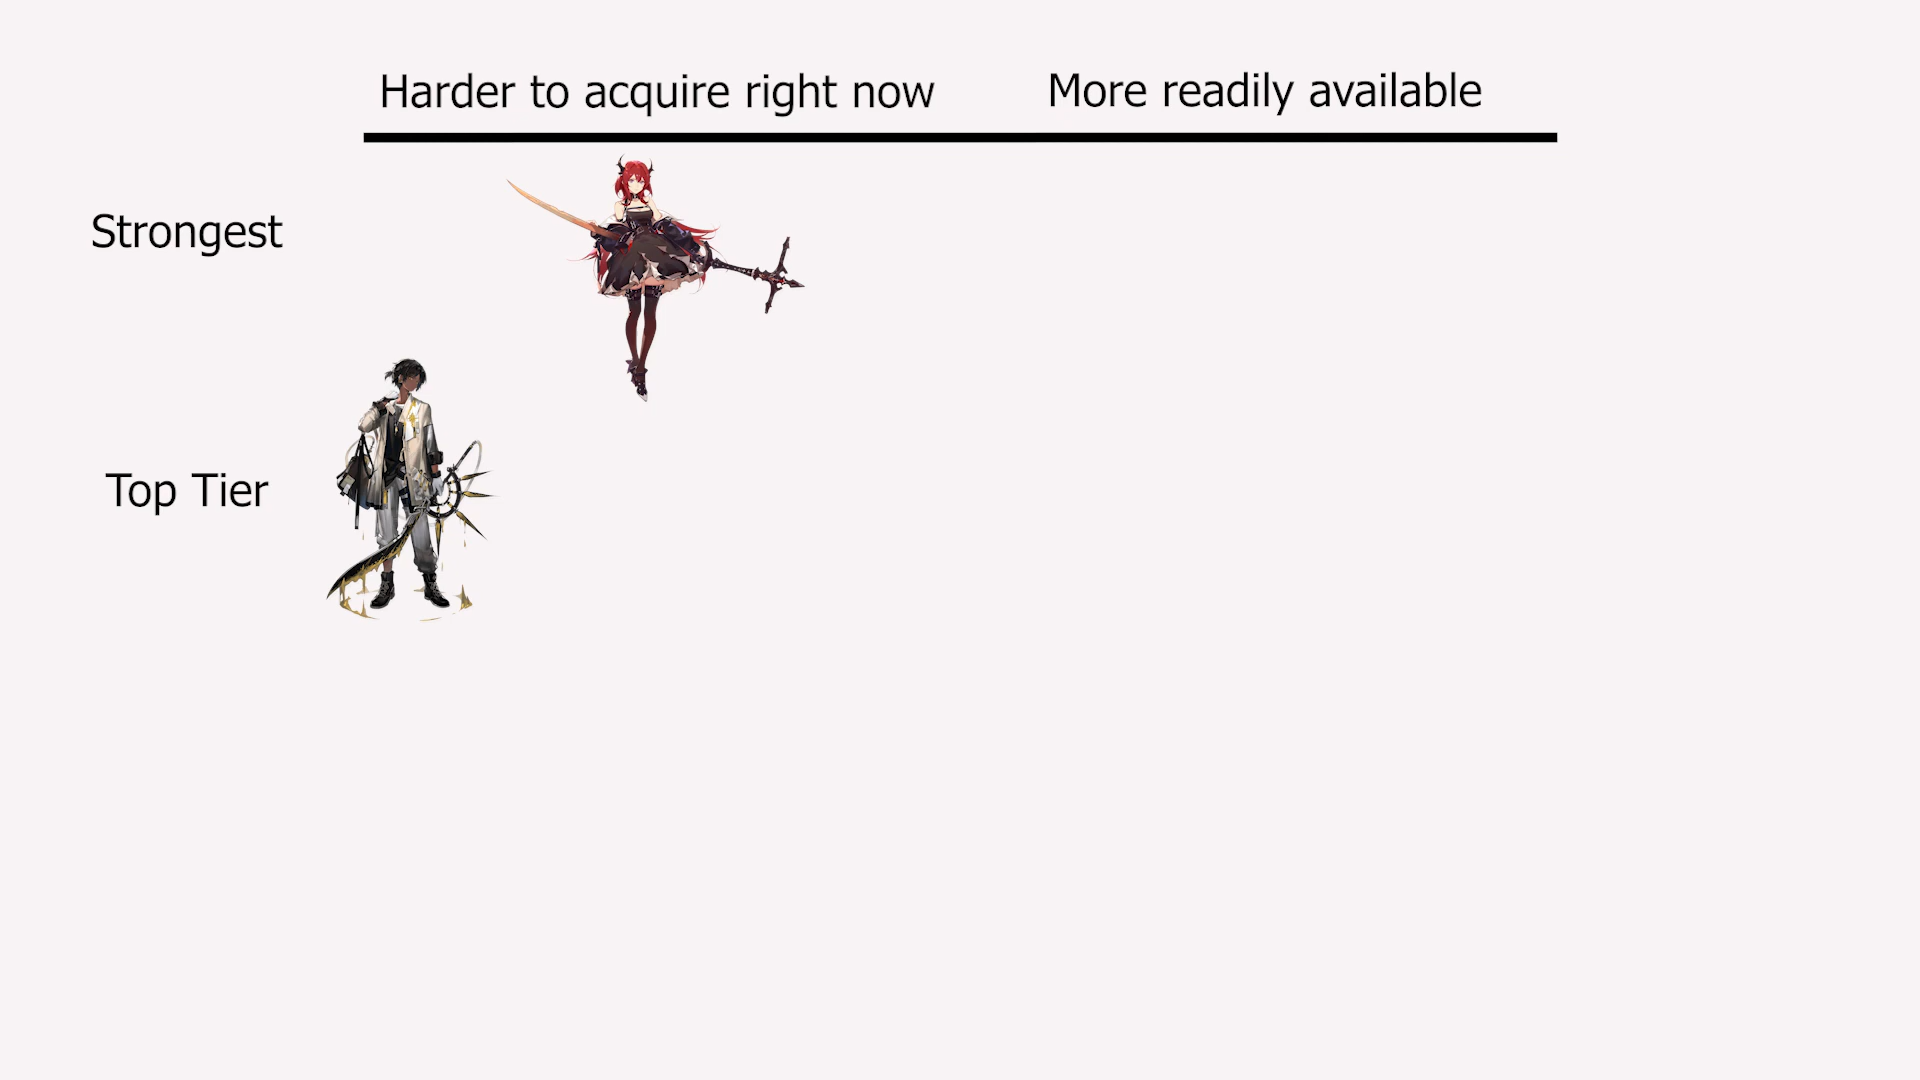 Harder to acquire right now
More readily available
Strongest
Top Tier